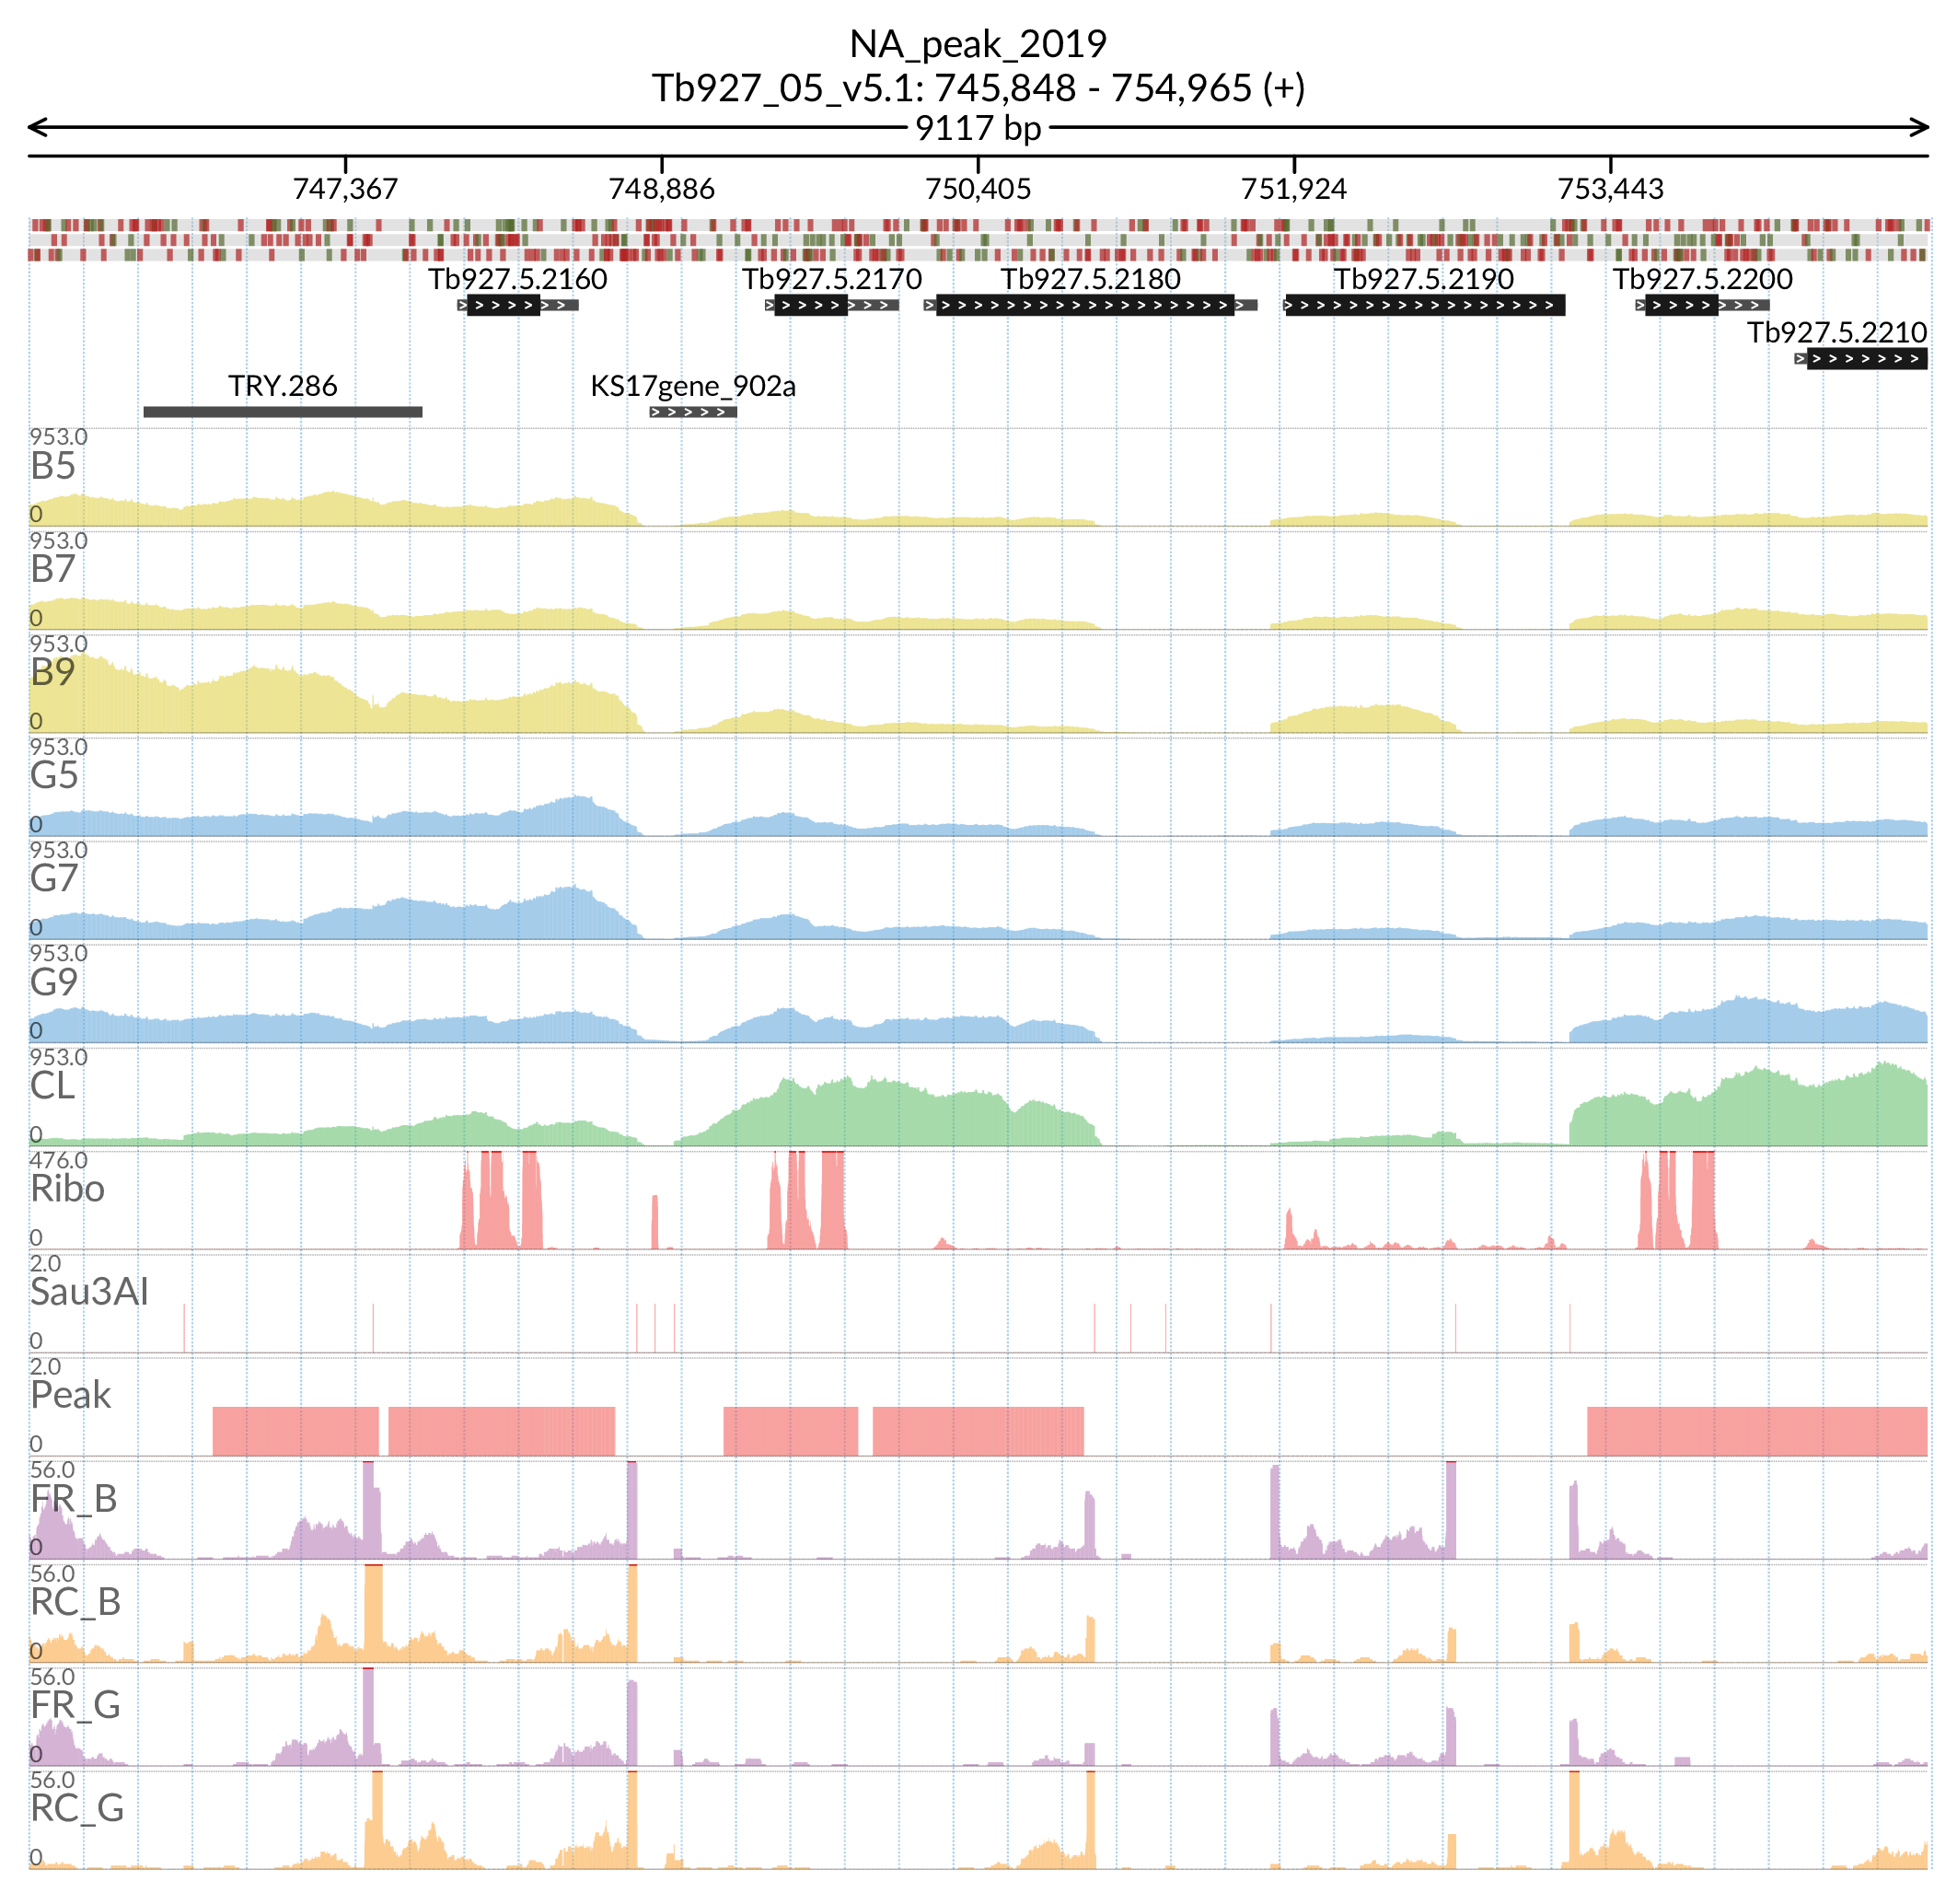 NA_peak_2019
Tb927_05_v5.1: 745,848 - 754,965 (+)
9117 bp
747,367 748,886 750,405 751,924 753,443
Tb927.5.2160 Tb927.5.2170 Tb927.5.2180 Tb927.5.2190 Tb927.5.2200
Tb927.5.2210
TRY.286 KS17gene_902a
953.0
B5
0
953.0
B7
0
953.0
B9
0
953.0
G5
0
953.0
G7
0
953.0
G9
0
953.0
CL
0
476.0
Ribo
0
2.0
Sau3AI
0
2.0
Peak
0
56.0
FR_B
0
56.0
RC_B
0
56.0
FR_G
0
56.0
RC_G
0